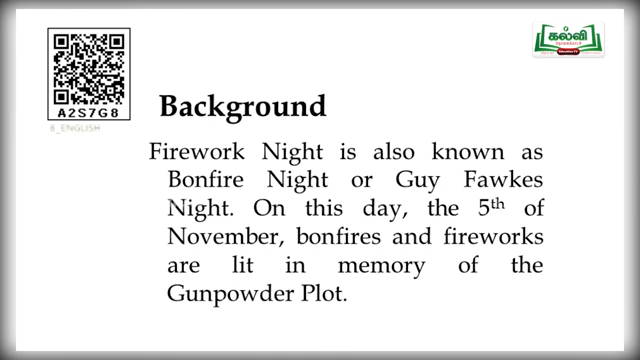 A2S7G8
8_ENGLISH
கல்வி
Background
Firework Night is also known as
Bonfire Night or Guy Fawkes
Night. On this day, the 5th of
November, bonfires and fireworks
are lit in memory of the
Gunpowder Plot.